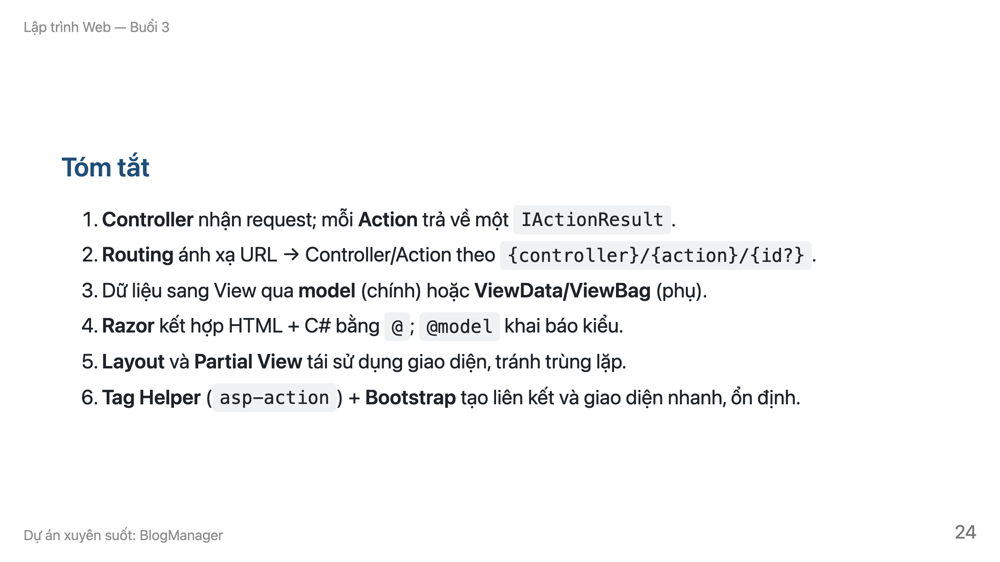 Lập trình Web — Buổi 3
Tóm tắt
1. Controller nhận request; mỗi Action trả về một IActionResult.
2. Routing ánh xạ URL → Controller/Action theo {controller}/{action}/{id?}.
3. Dữ liệu sang View qua model (chính) hoặc ViewData/ViewBag (phụ).
4. Razor kết hợp HTML + C# bằng @; @model khai báo kiểu.
5. Layout và Partial View tái sử dụng giao diện, tránh trùng lặp.
6. Tag Helper (asp-action) + Bootstrap tạo liên kết và giao diện nhanh, ổn định.
Dự án xuyên suốt: BlogManager
24